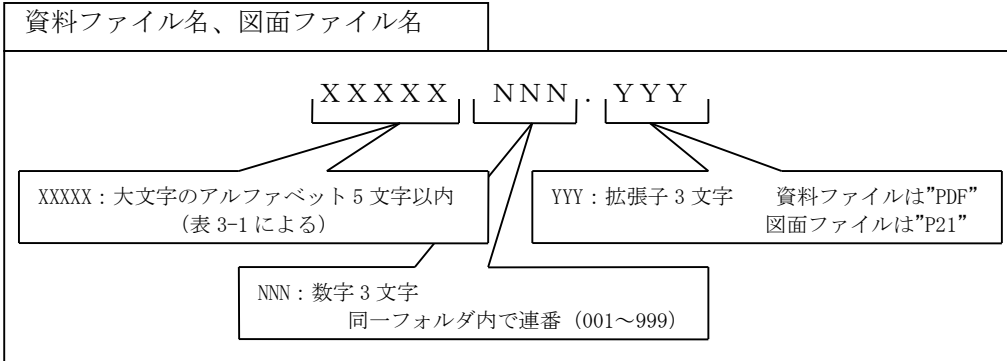 資料ファイル名、図面ファイル名
XXXXX NNN.YYY
XXXXX：大文字のアルファベット5文字以内
（表3-1による）
YYY：拡張子3文字　資料ファイルは”PDF”
図面ファイルは”P21”
NNN：数字3文字
同一フォルダ内で連番（001～999）